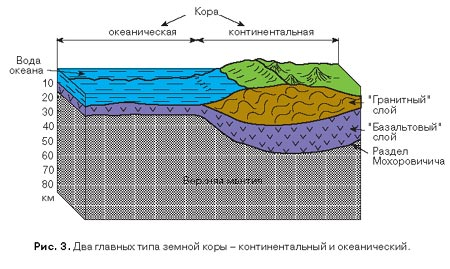 Кора
океаническая
континентальная
Вода
океана
10
20
30
40
50
60
70
80
км
"Гранитный"
слой
"Базальтовый"
слой
Раздел
Мохоровичича
Верхняя мантия
Рис. 3. Два главных типа земной коры – континентальный и океанический.